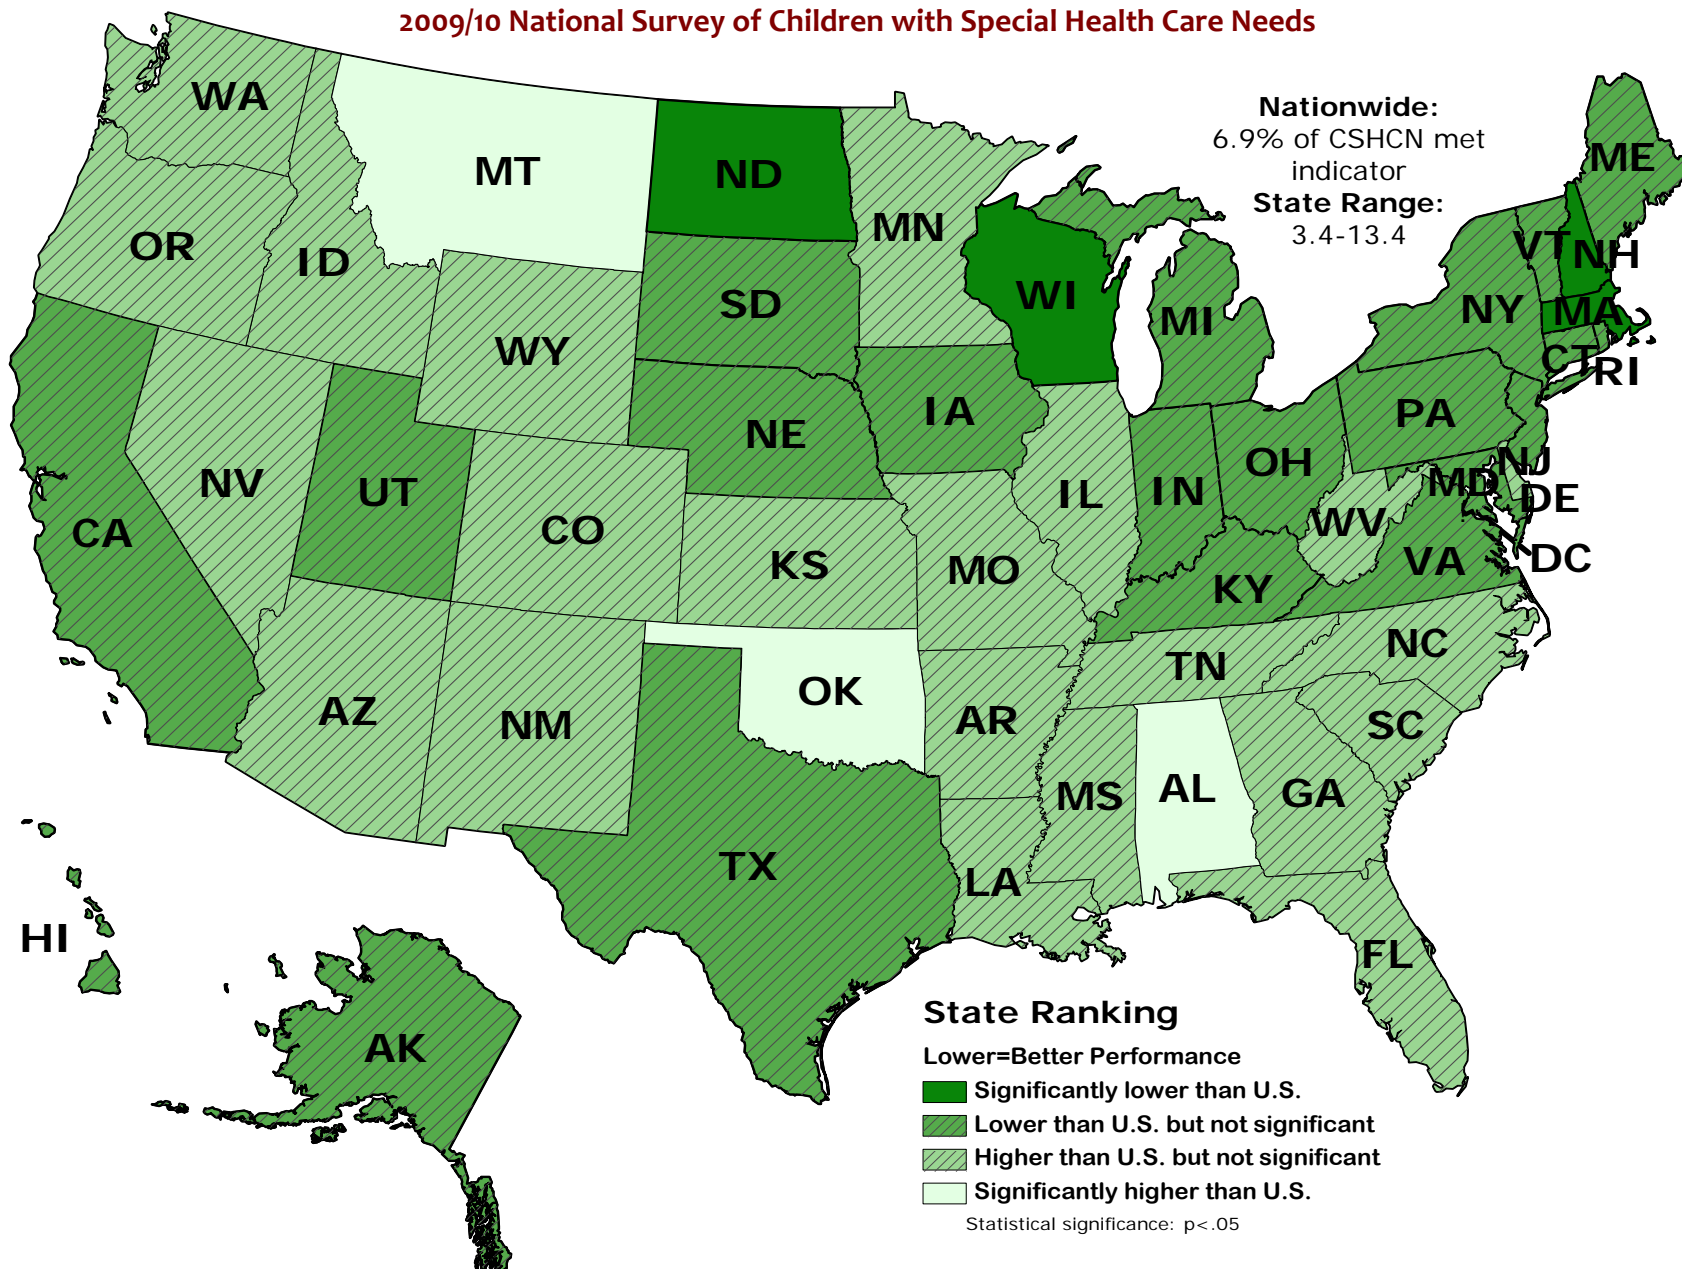 2009/10 National Survey of Children with Special Health Care Needs
Nationwide:
6.9% of CSHCN met
indicator
State Range:
3.4-13.4
WA
MT
ND
MN
ME
OR
ID
SD
WI
MI
NY
VT
NH
MA
CT
RI
WY
IA
NE
PA
NJ
OH
MD
DE
DC
NV
UT
CO
CA
KS
MO
IL
IN
WV
VA
KY
NC
TN
SC
AZ
NM
OK
AR
MS
AL
GA
TX
LA
FL
HI
AK
State Ranking
Lower=Better Performance
Significantly lower than U.S.
Lower than U.S. but not significant
Higher than U.S. but not significant
Significantly higher than U.S.
Statistical significance: p<.05